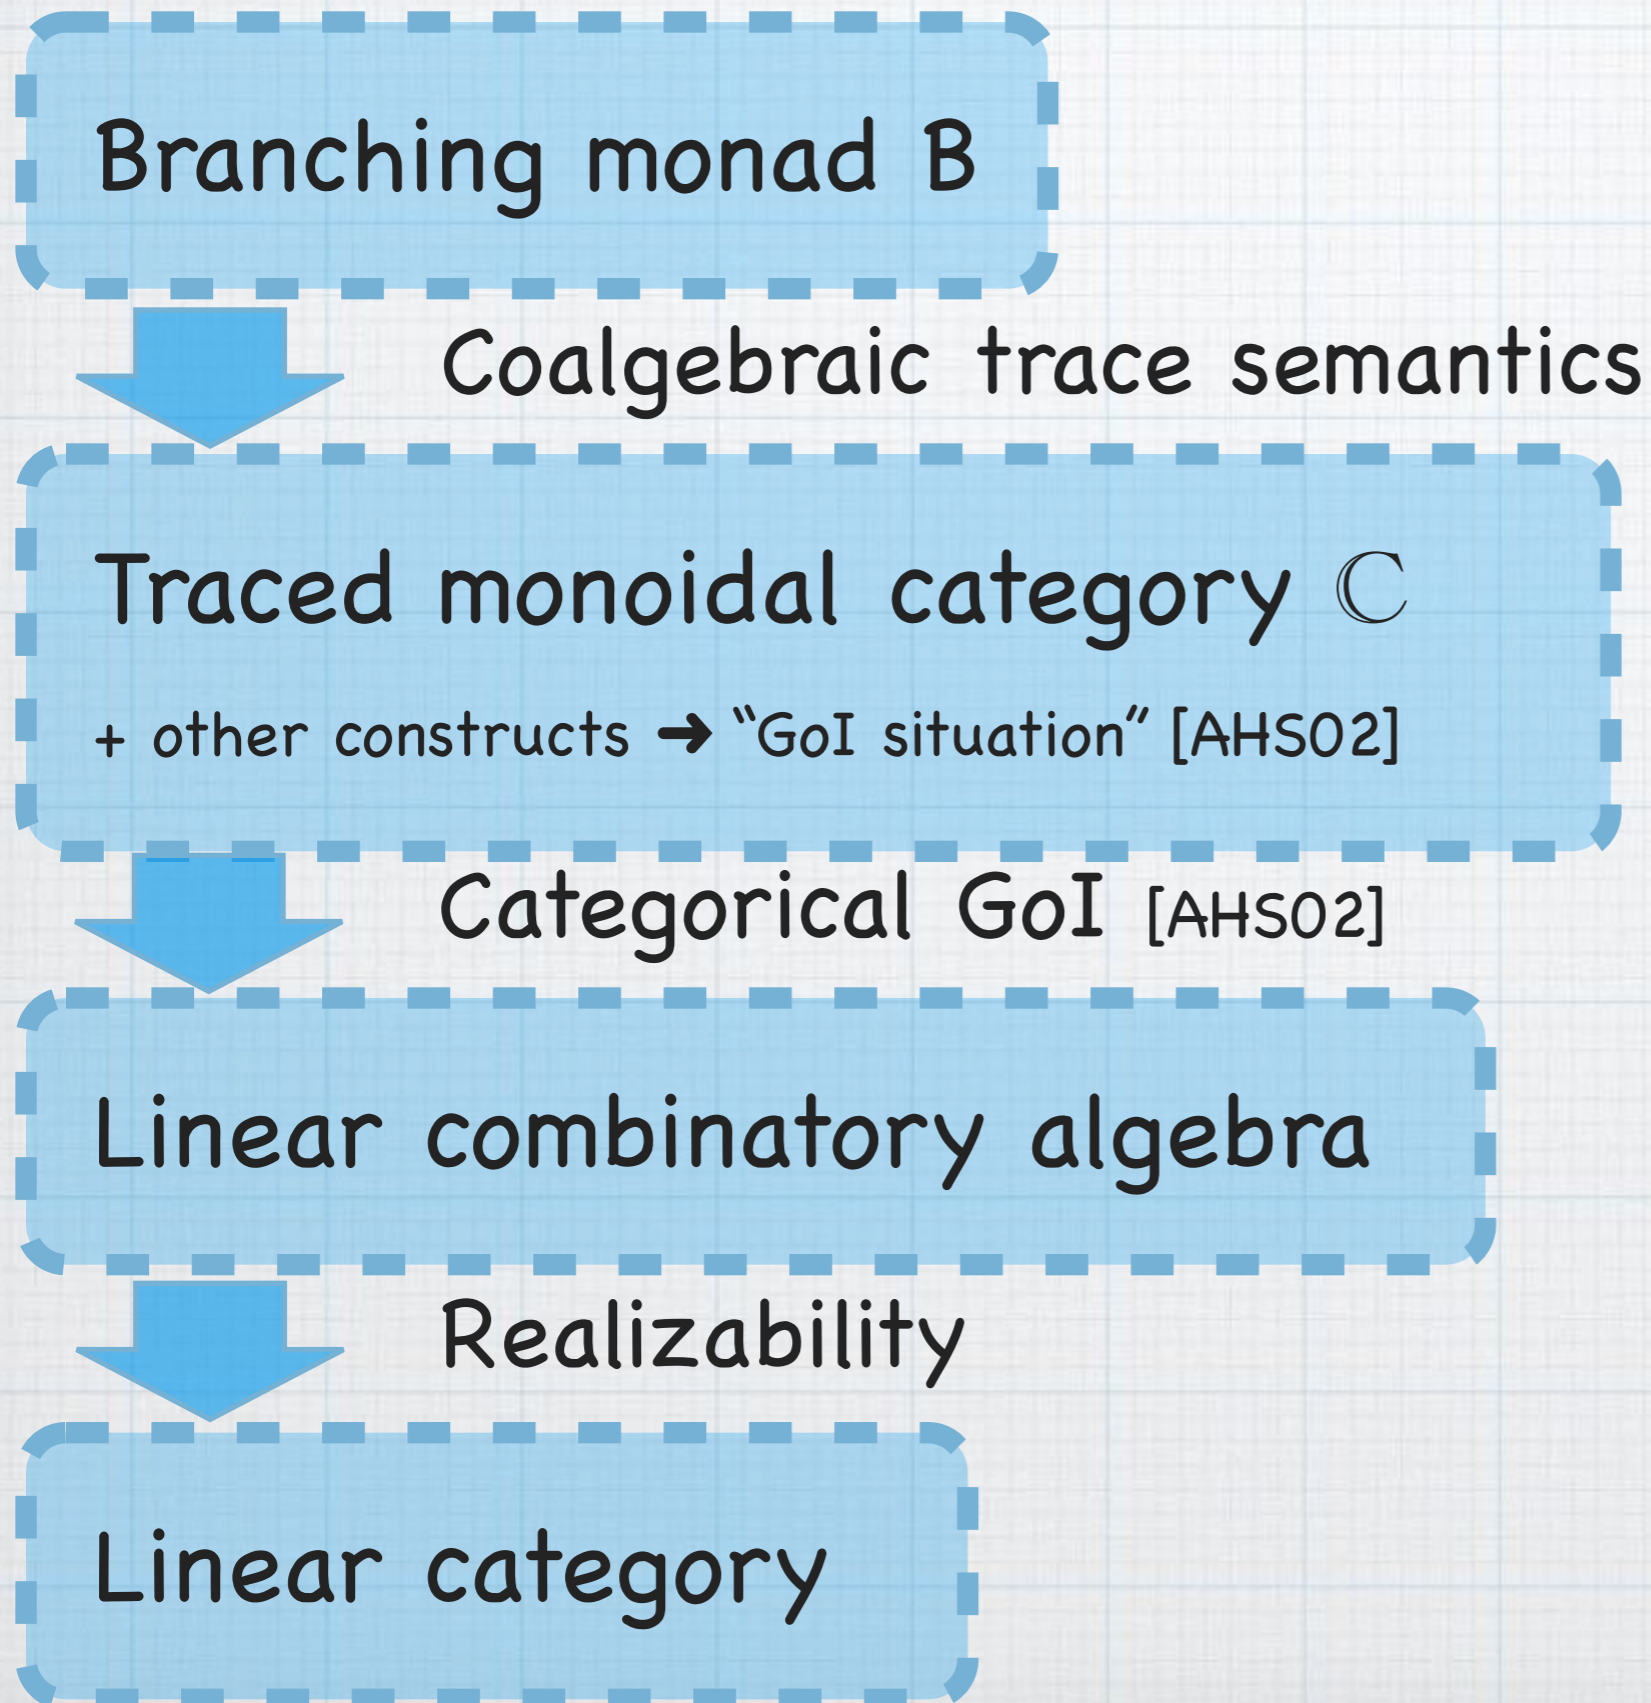 Branching monad B
Coalgebraic trace semantics
Traced monoidal category ℂ
+ other constructs ➜ “GoI situation” [AHS02]
Categorical GoI [AHS02]
Linear combinatory algebra
Realizability
Linear category